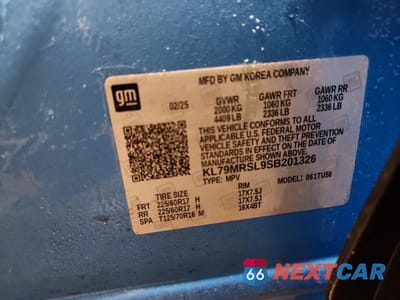 gm
MFD BY GM KOREA COMPANY
02/25 GVWR GAWR FRT GAWR RR
2000 KG 1060 KG 1060 KG
4409 LB 2336 LB 2336 LB
THIS VEHICLE CONFORMS TO ALL
APPLICABLE U.S. FEDERAL MOTOR
VEHICLE SAFETY AND THEFT PREVENTION
STANDARDS IN EFFECT ON THE DATE OF
MANUFACTURE SHOWN ABOVE.
KL79MRSL9SB201326
TYPE: MPV MODEL: 961TU56
TIRE SIZE RIM
FRT 225/60R17 H 17X7.5J
RR 225/60R17 H 17X7.5J
SPA T125/70R16 M 16X4BT
66 NEXTCAR